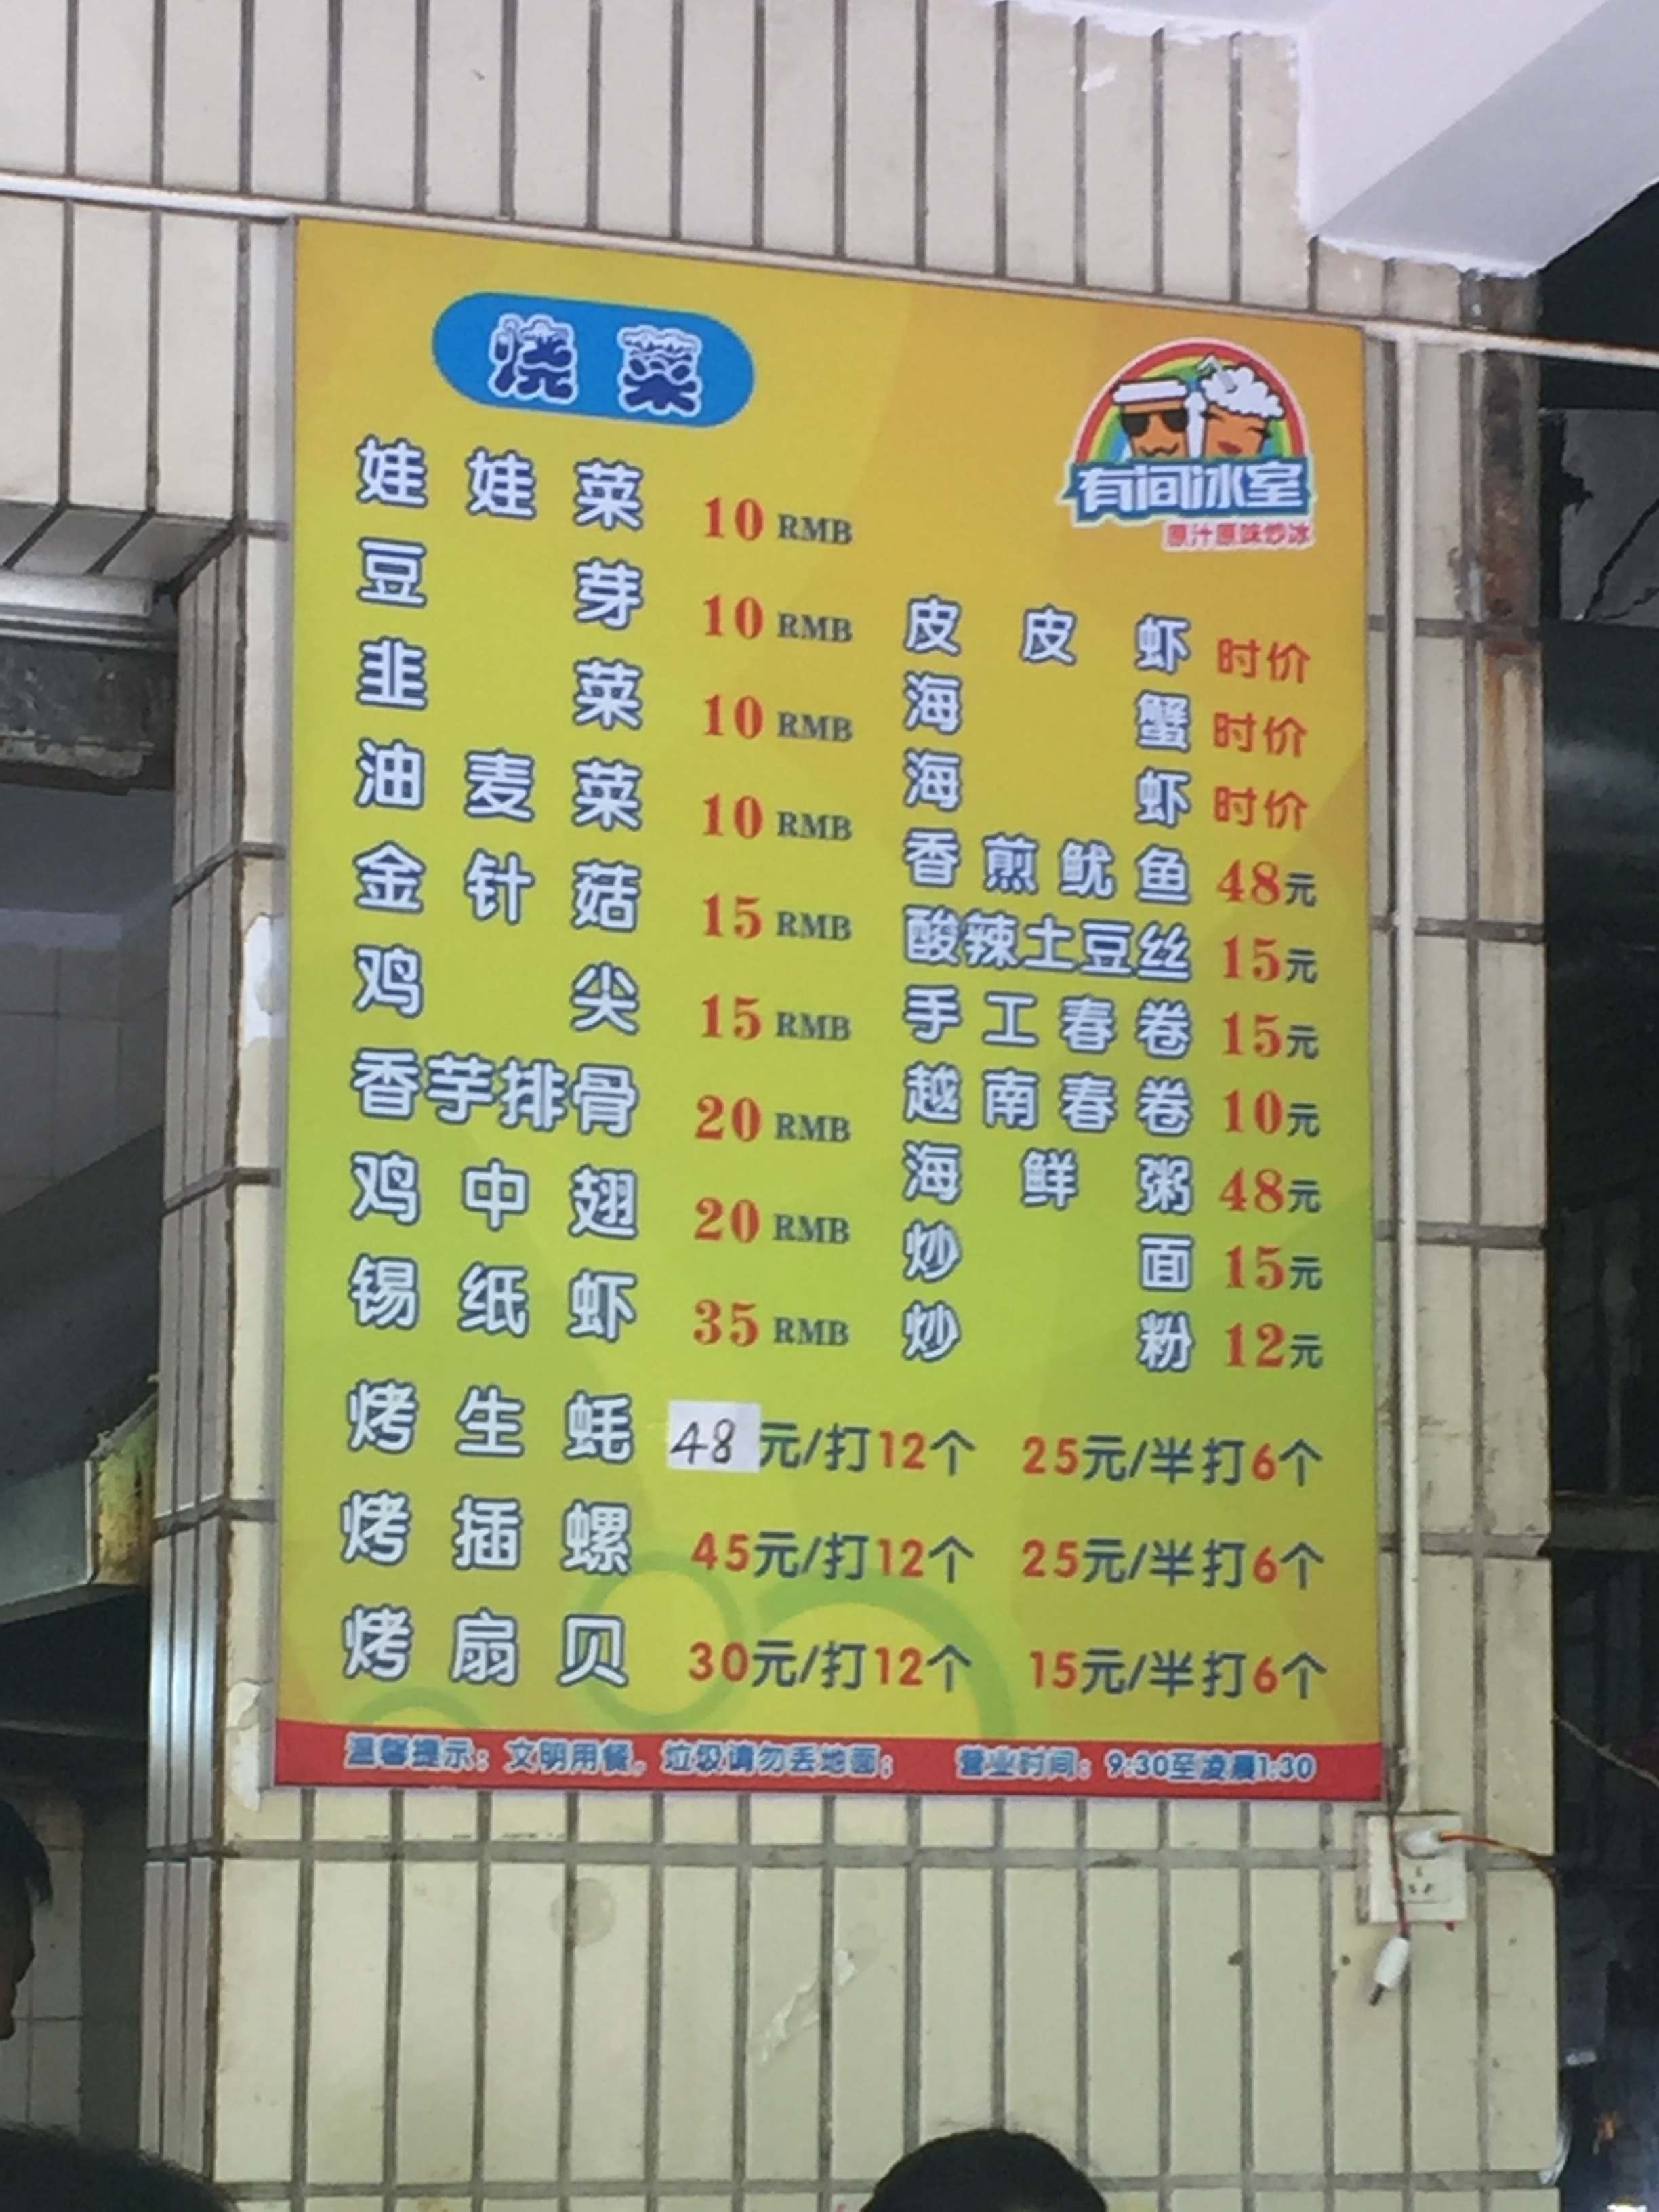 烧菜
有间冰室
原汁原味炒冰
娃娃菜 10 RMB
豆芽 10 RMB
韭菜 10 RMB
油麦菜 10 RMB
金针菇 15 RMB
鸡尖 15 RMB
香芋排骨 20 RMB
鸡中翅 20 RMB
锡纸虾 35 RMB
皮皮虾 时价
海蟹 时价
海虾 时价
香煎鱿鱼 48元
酸辣土豆丝 15元
手工春卷 15元
越南春卷 10元
海鲜粥 48元
炒面 15元
炒粉 12元
烤生蚝 48元/打12个 25元/半打6个
烤插螺 45元/打12个 25元/半打6个
烤扇贝 30元/打12个 15元/半打6个
温馨提示：文明用餐，垃圾请勿丢地面； 营业时间：9:30至凌晨1:30